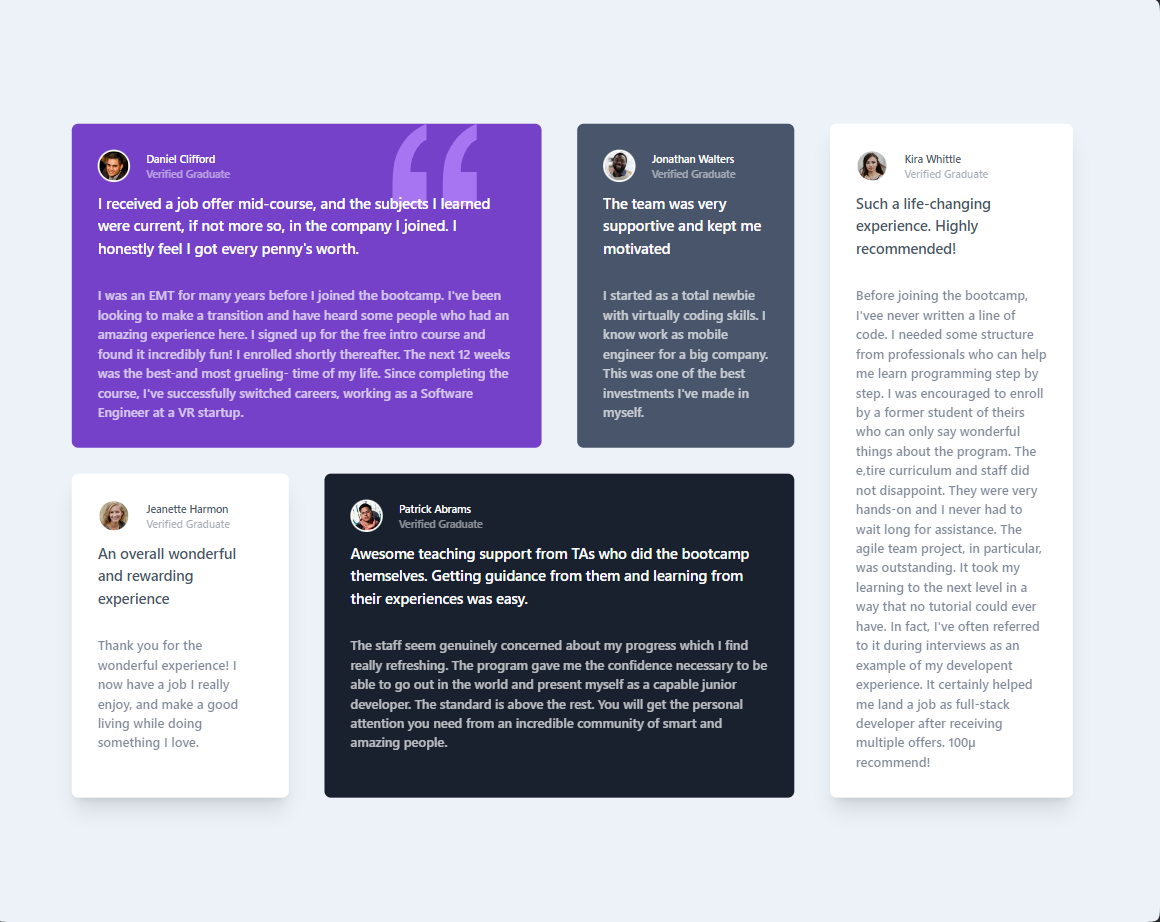 “
Daniel Clifford
Verified Graduate
I received a job offer mid-course, and the subjects I learned
were current, if not more so, in the company I joined. I
honestly feel I got every penny's worth.
I was an EMT for many years before I joined the bootcamp. I've been
looking to make a transition and have heard some people who had an
amazing experience here. I signed up for the free intro course and
found it incredibly fun! I enrolled shortly thereafter. The next 12 weeks
was the best-and most grueling- time of my life. Since completing the
course, I've successfully switched careers, working as a Software
Engineer at a VR startup.
Jonathan Walters
Verified Graduate
The team was very
supportive and kept me
motivated
I started as a total newbie
with virtually coding skills. I
know work as mobile
engineer for a big company.
This was one of the best
investments I've made in
myself.
Kira Whittle
Verified Graduate
Such a life-changing
experience. Highly
recommended!
Before joining the bootcamp,
I'vee never written a line of
code. I needed some structure
from professionals who can help
me learn programming step by
step. I was encouraged to enroll
by a former student of theirs
who can only say wonderful
things about the program. The
e,tire curriculum and staff did
not disappoint. They were very
hands-on and I never had to
wait long for assistance. The
agile team project, in particular,
was outstanding. It took my
learning to the next level in a
way that no tutorial could ever
have. In fact, I've often referred
to it during interviews as an
example of my developent
experience. It certainly helped
me land a job as full-stack
developer after receiving
multiple offers. 100µ
recommend!
Jeanette Harmon
Verified Graduate
An overall wonderful
and rewarding
experience
Thank you for the
wonderful experience! I
now have a job I really
enjoy, and make a good
living while doing
something I love.
Patrick Abrams
Verified Graduate
Awesome teaching support from TAs who did the bootcamp
themselves. Getting guidance from them and learning from
their experiences was easy.
The staff seem genuinely concerned about my progress which I find
really refreshing. The program gave me the confidence necessary to be
able to go out in the world and present myself as a capable junior
developer. The standard is above the rest. You will get the personal
attention you need from an incredible community of smart and
amazing people.